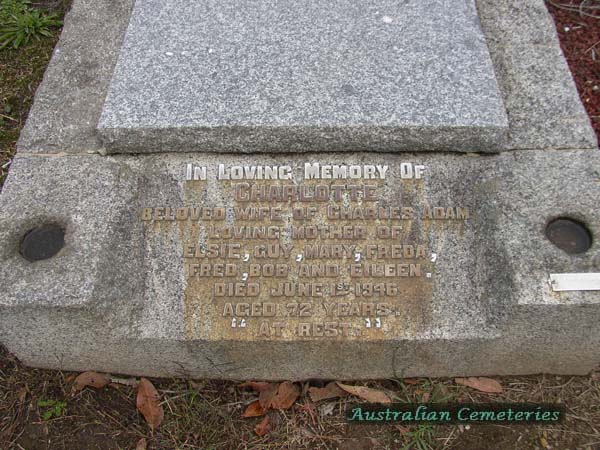 In Loving Memory Of
CHARLOTTE
BELOVED WIFE OF CHARLES ADAM
LOVING MOTHER OF
ELSIE, GUY, MARY, FREDA,
FRED, BOB AND EILEEN.
DIED JUNE 1ST 1946
AGED 72 YEARS.
"AT REST."
Australian Cemeteries